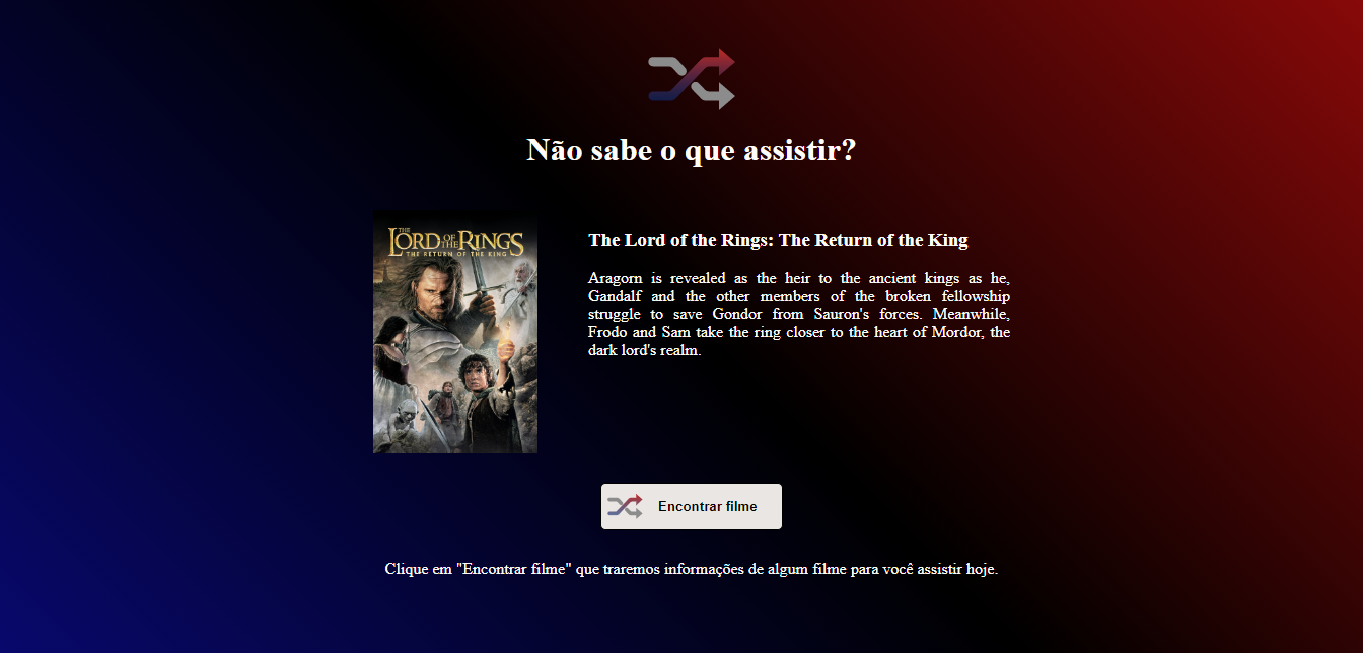 Não sabe o que assistir?
THE
LORD OF THE RINGS
THE RETURN OF THE KING
The Lord of the Rings: The Return of the King
Aragorn is revealed as the heir to the ancient kings as he,
Gandalf and the other members of the broken fellowship
struggle to save Gondor from Sauron's forces. Meanwhile,
Frodo and Sam take the ring closer to the heart of Mordor, the
dark lord's realm.
Encontrar filme
Clique em "Encontrar filme" que traremos informações de algum filme para você assistir hoje.